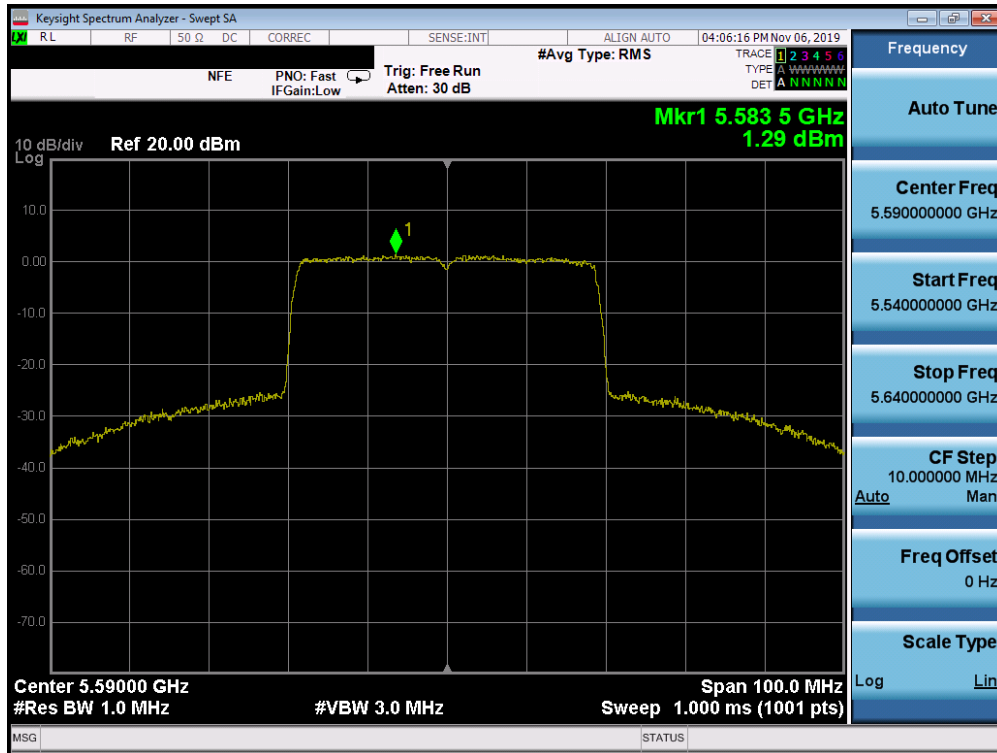 Keysight Spectrum Analyzer - Swept SA
LXI RL RF 50 Ω DC CORREC SENSE:INT ALIGN AUTO 04:06:16 PM Nov 06, 2019
#Avg Type: RMS TRACE 1 2 3 4 5 6
NFE PNO: Fast Trig: Free Run TYPE A WWWWW
IFGain:Low Atten: 30 dB DET A N N N N N
Mkr1 5.583 5 GHz
10 dB/div Ref 20.00 dBm 1.29 dBm
Log
10.0
1
0.00
-10.0
-20.0
-30.0
-40.0
-50.0
-60.0
-70.0
Center 5.59000 GHz Span 100.0 MHz
#Res BW 1.0 MHz #VBW 3.0 MHz Sweep 1.000 ms (1001 pts)
MSG STATUS
Frequency
Auto Tune
Center Freq
5.590000000 GHz
Start Freq
5.540000000 GHz
Stop Freq
5.640000000 GHz
CF Step
10.000000 MHz
Auto Man
Freq Offset
0 Hz
Scale Type
Log Lin